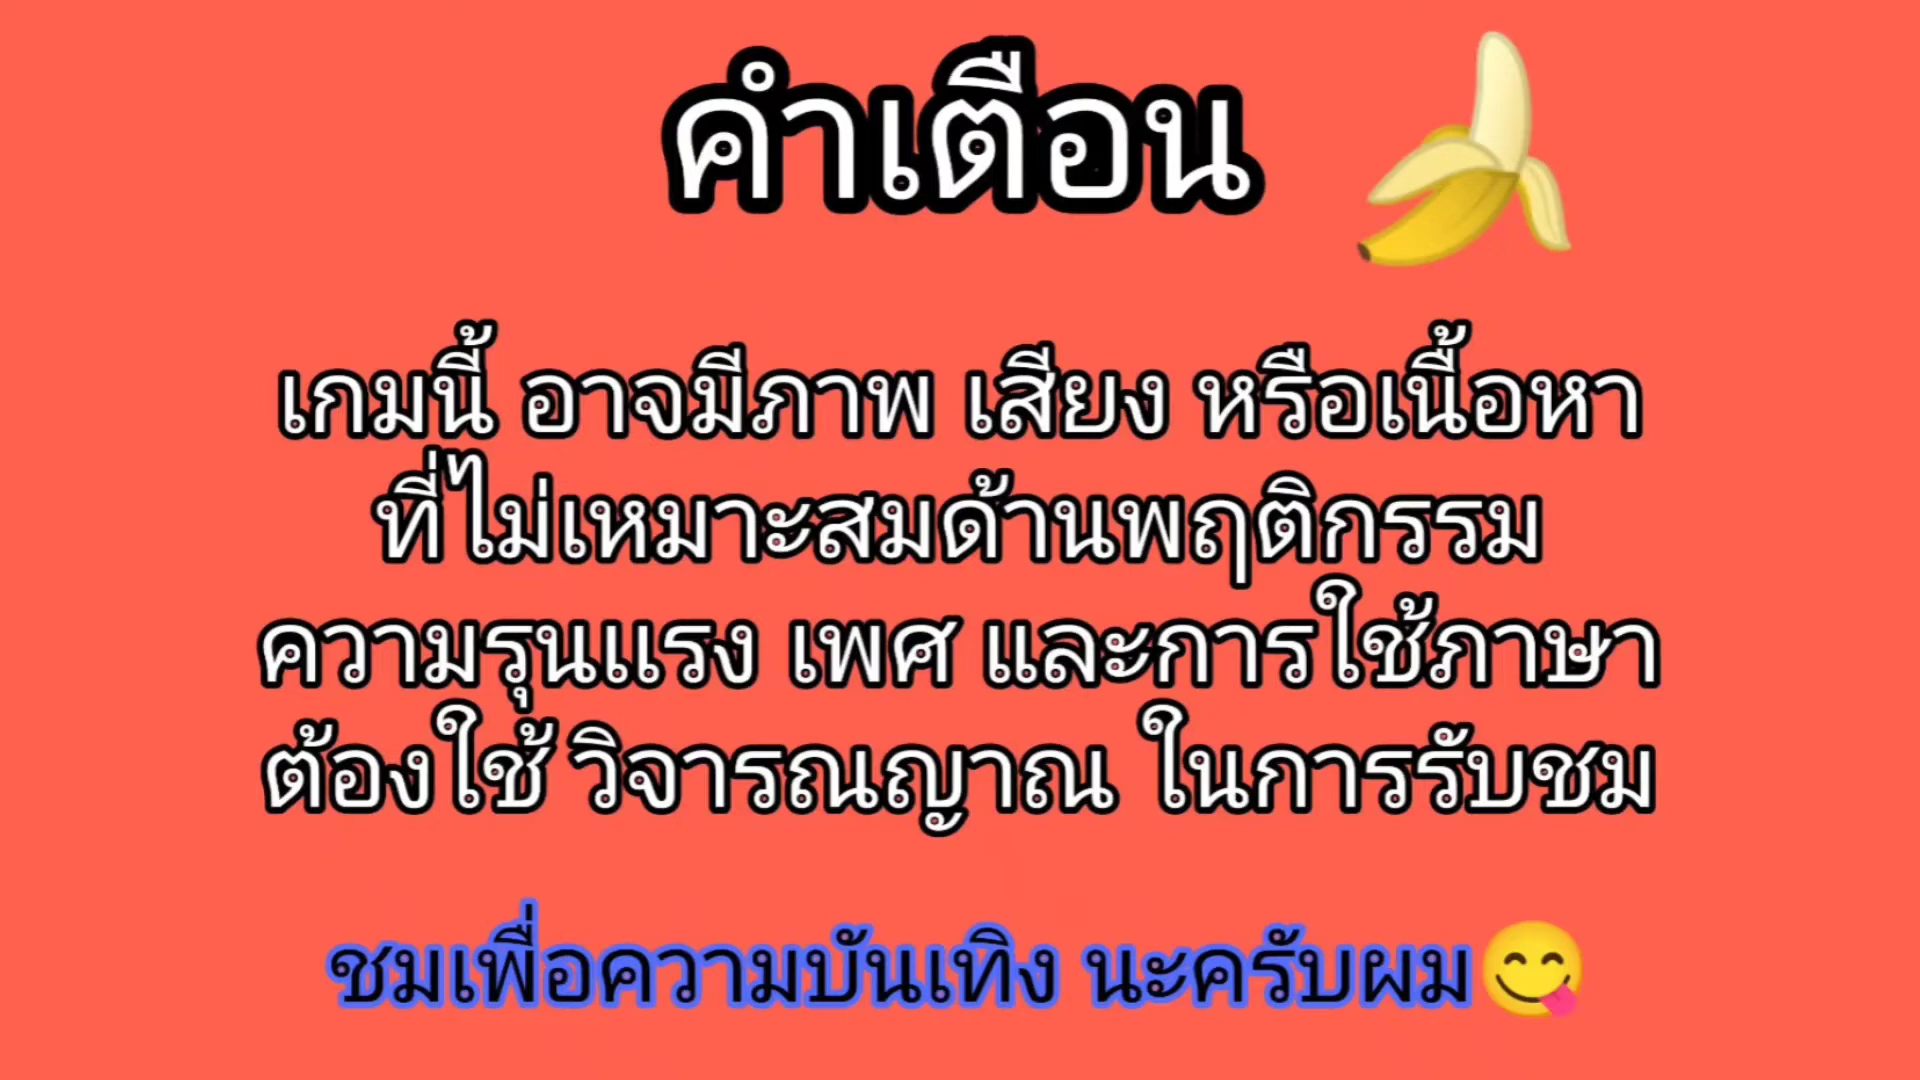 คำเตือน
เกมนี้ อาจมีภาพ เสียง หรือเนื้อหา
ที่ไม่เหมาะสมด้านพฤติกรรม
ความรุนแรง เพศ และการใช้ภาษา
ต้องใช้ วิจารณญาณ ในการรับชม
ชมเพื่อความบันเทิง นะครับผม😋